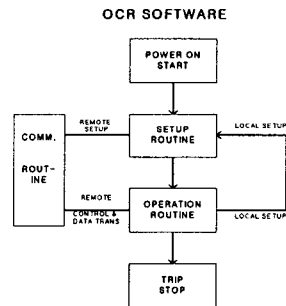 OCR SOFTWARE
POWER ON
START
REMOTE
SETUP
LOCAL SETUP
COMM.
ROUT-
INE
SETUP
ROUTINE
REMOTE
CONTROL &
DATA TRANS
OPERATION
ROUTINE
LOCAL SETUP
TRIP
STOP